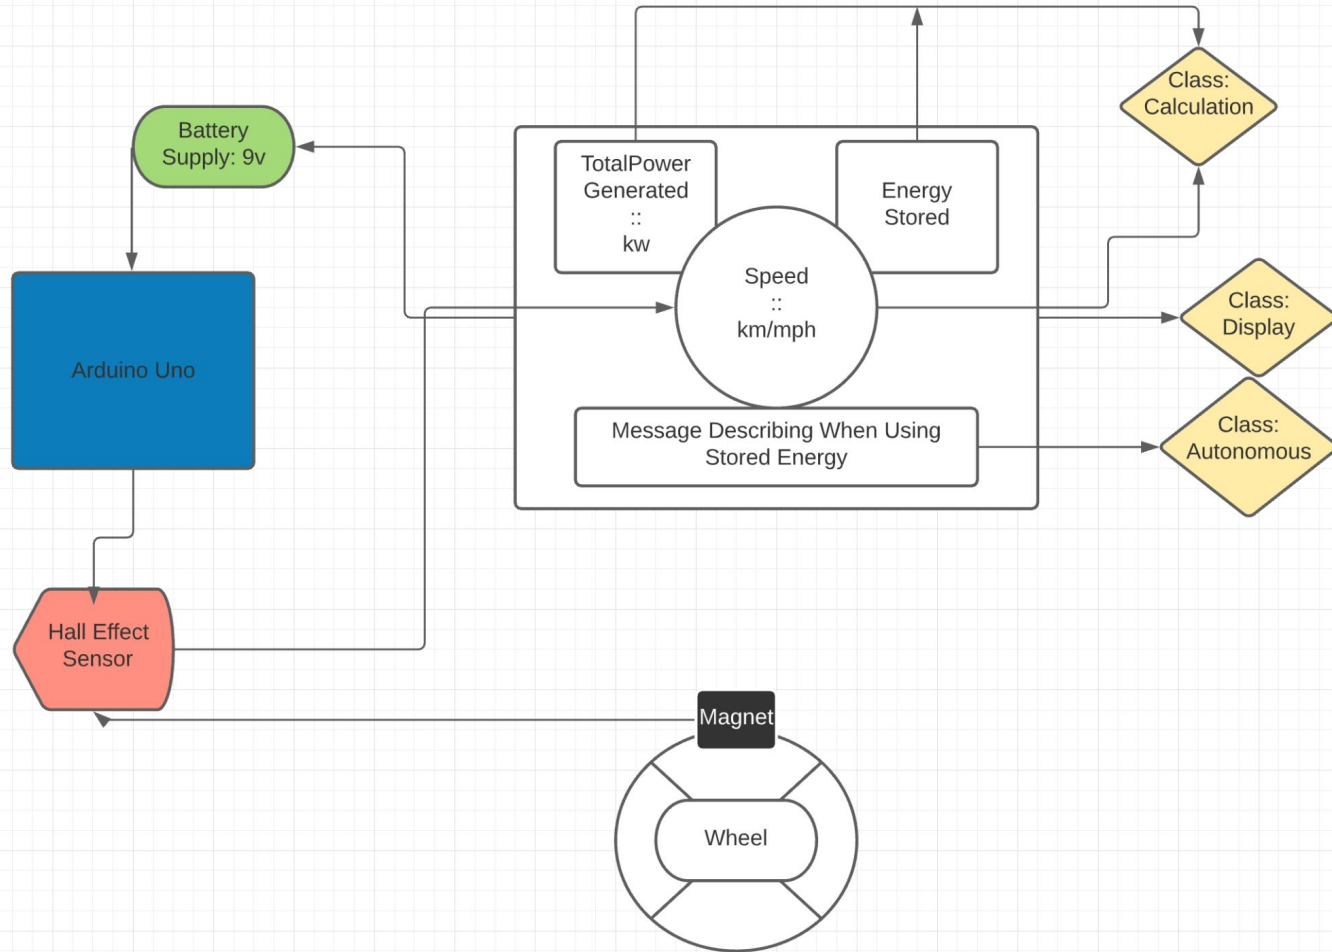 Class:
Calculation
Battery
Supply: 9v
TotalPower
Generated
::
kw
Energy
Stored
Speed
::
km/mph
Class:
Display
Arduino Uno
Message Describing When Using
Stored Energy
Class:
Autonomous
Hall Effect
Sensor
Magnet
Wheel